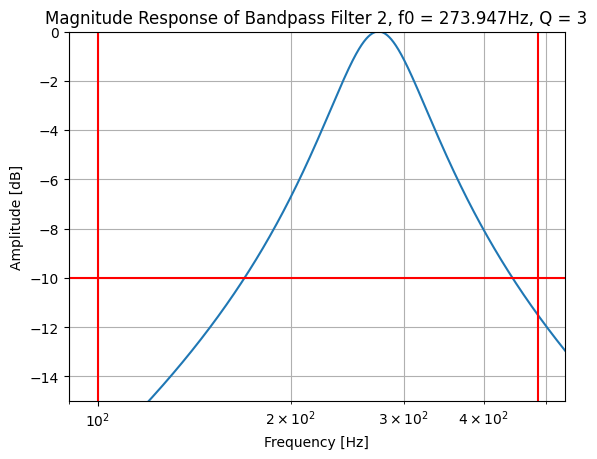 Magnitude Response of Bandpass Filter 2, f0 = 273.947Hz, Q = 3
0
−2
−4
−6
−8
−10
−12
−14
Amplitude [dB]
10²
2 × 10²
3 × 10²
4 × 10²
Frequency [Hz]